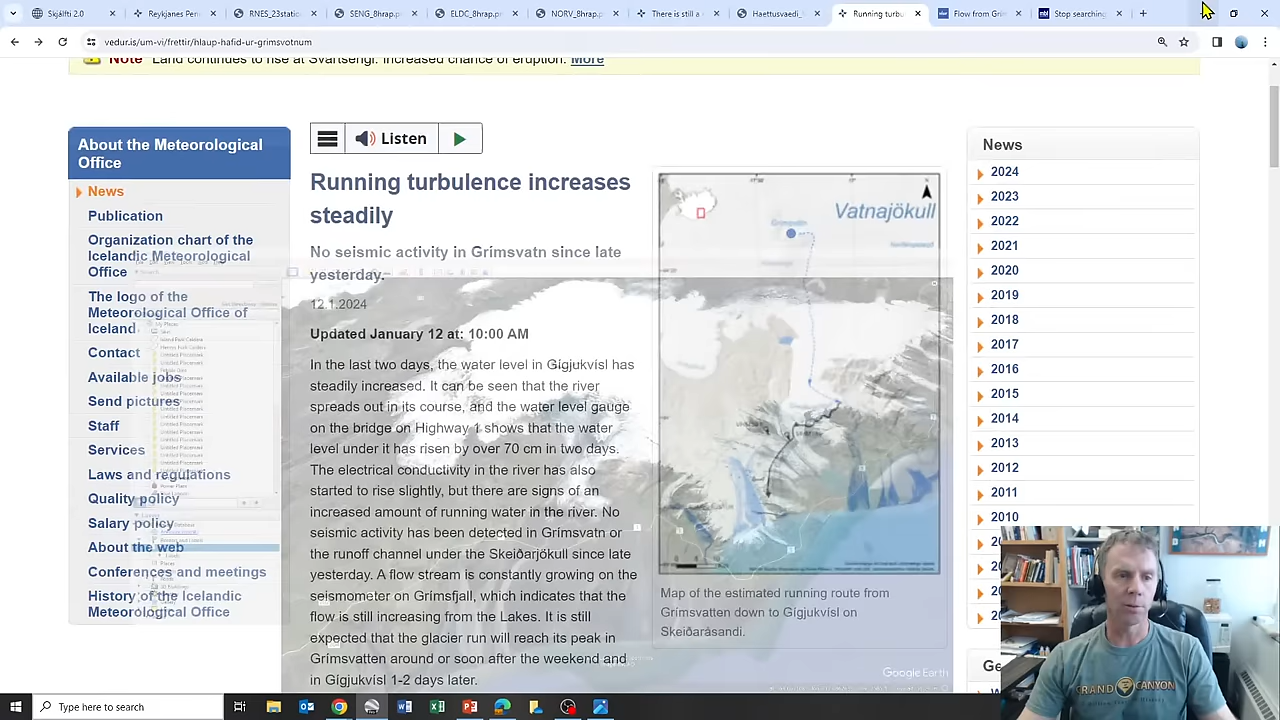 Skjálft 2.0
Reykjanes Peni
RNES_23statio
SENG_8hrap.p
ELDC_8hrap.pn
NORV_8hrap.p
There is still a
Haettusvaedi_V
Running turbu
Flow from Grím
Stop searching
vedur.is/um-vi/frettir/hlaup-hafid-ur-grimsvotnum
Note Land continues to rise at Svartsengi. Increased chance of eruption. More
About the Meteorological
Office
News
Publication
Organization chart of the
Icelandic Meteorological
Office
The logo of the
Meteorological Office of
Iceland
Contact
Available jobs
Send pictures
Staff
Services
Laws and regulations
Quality policy
Salary policy
About the web
Conferences and meetings
History of the Icelandic
Meteorological Office
Listen
Running turbulence increases
steadily
No seismic activity in Grímsvatn since late
yesterday.
12.1.2024
Updated January 12 at: 10:00 AM
In the last two days, the water level in Gígjukvísl has
steadily increased. It can be seen that the river
spreads out in its course, and the water level gauge
on the bridge on Highway 1 shows that the water
level under it has risen by over 70 cm in two days.
The electrical conductivity in the river has also
started to rise slightly, but there are signs of an
increased amount of running water in the river. No
seismic activity has been detected in Grímsvatn or
the runoff channel under the Skeiðarjökull since late
yesterday. A flow stream is constantly growing on the
seismometer on Grímsfjall, which indicates that the
flow is still increasing from the Lakes. It is still
expected that the glacier run will reach its peak in
Grímsvatten around or soon after the weekend and
in Gígjukvísl 1-2 days later.
Vatnajökull
Grímsvötn
Google Earth
Map of the estimated running route from
Grímsvatten down to Gígjukvísl on
Skeiðarásandi.
News
2024
2023
2022
2021
2020
2019
2018
2017
2016
2015
2014
2013
2012
2011
2010
GRAND CANYON
Type here to search